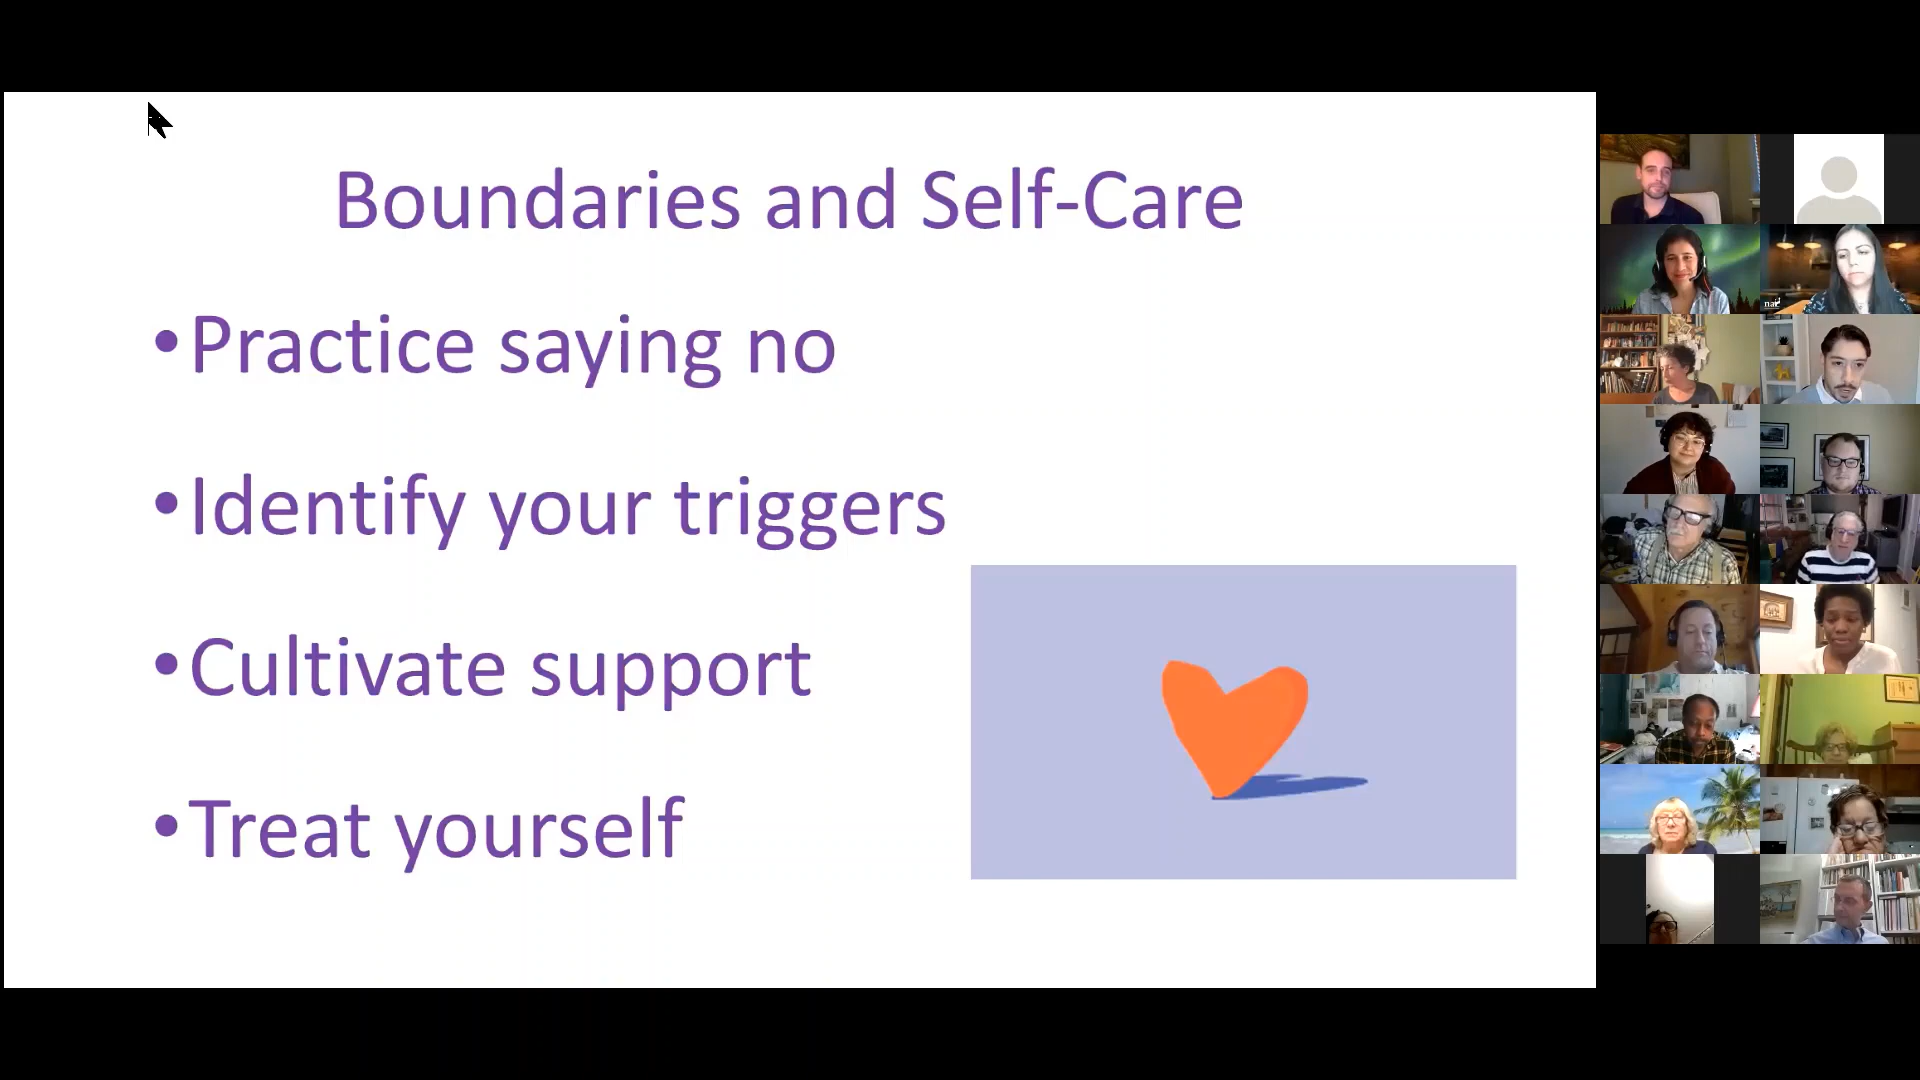 Boundaries and Self-Care
•Practice saying no
•Identify your triggers
•Cultivate support
•Treat yourself